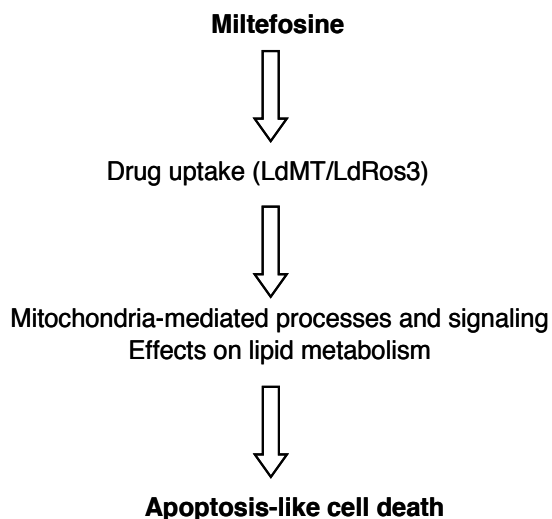 Miltefosine
Drug uptake (LdMT/LdRos3)
Mitochondria-mediated processes and signaling
Effects on lipid metabolism
Apoptosis-like cell death